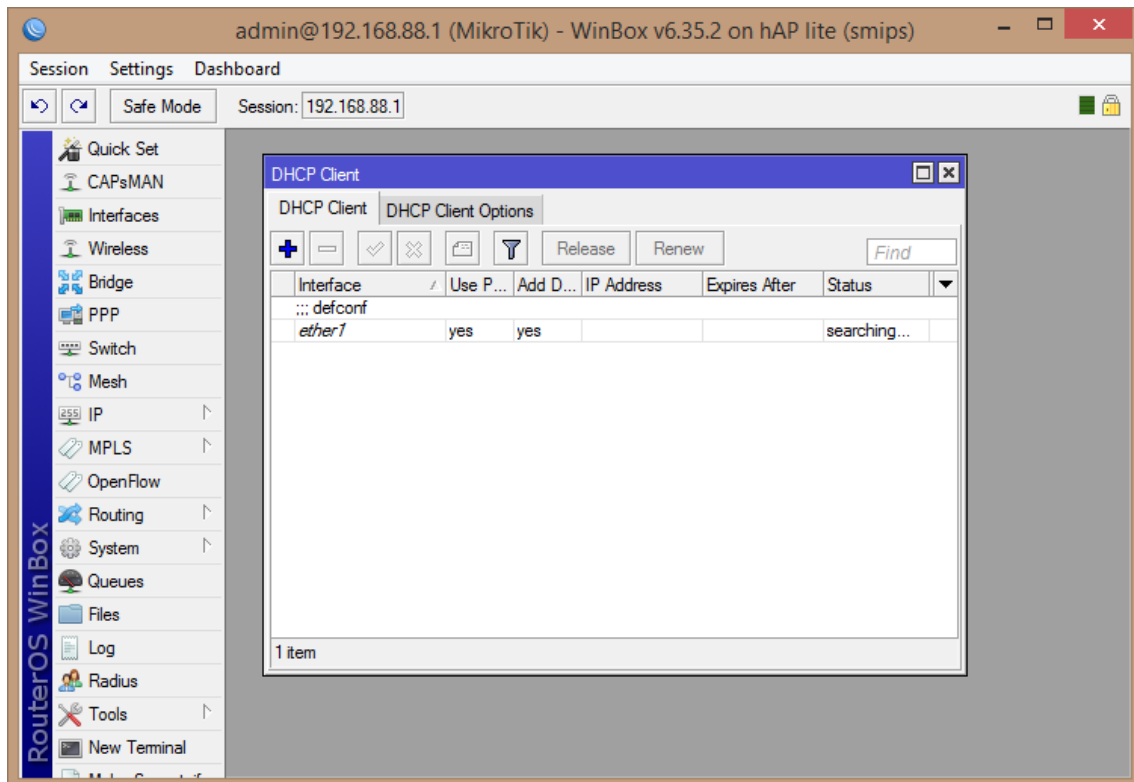 admin@192.168.88.1 (MikroTik) - WinBox v6.35.2 on hAP lite (smips)
Session Settings Dashboard
Safe Mode Session: 192.168.88.1
RouterOS WinBox
Quick Set
CAPsMAN
Interfaces
Wireless
Bridge
PPP
Switch
Mesh
255 IP
MPLS
OpenFlow
Routing
System
Queues
Files
Log
Radius
Tools
New Terminal
DHCP Client
DHCP Client DHCP Client Options
Release Renew Find
Interface Use P... Add D... IP Address Expires After Status
;;; defconf
ether1 yes yes searching...
1 item